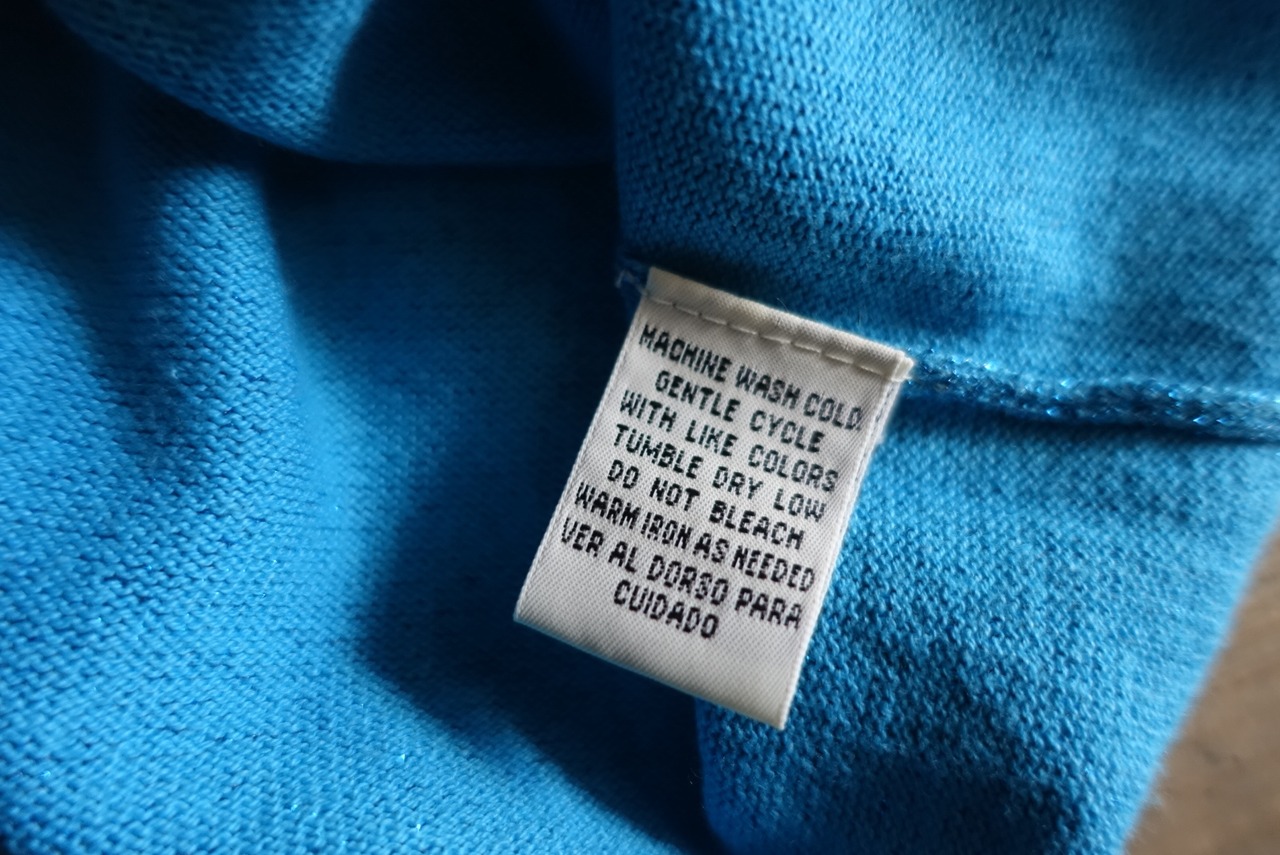 MACHINE WASH COLD
GENTLE CYCLE
WITH LIKE COLORS
TUMBLE DRY LOW
DO NOT BLEACH
WARM IRON AS NEEDED
VER AL DORSO PARA
CUIDADO